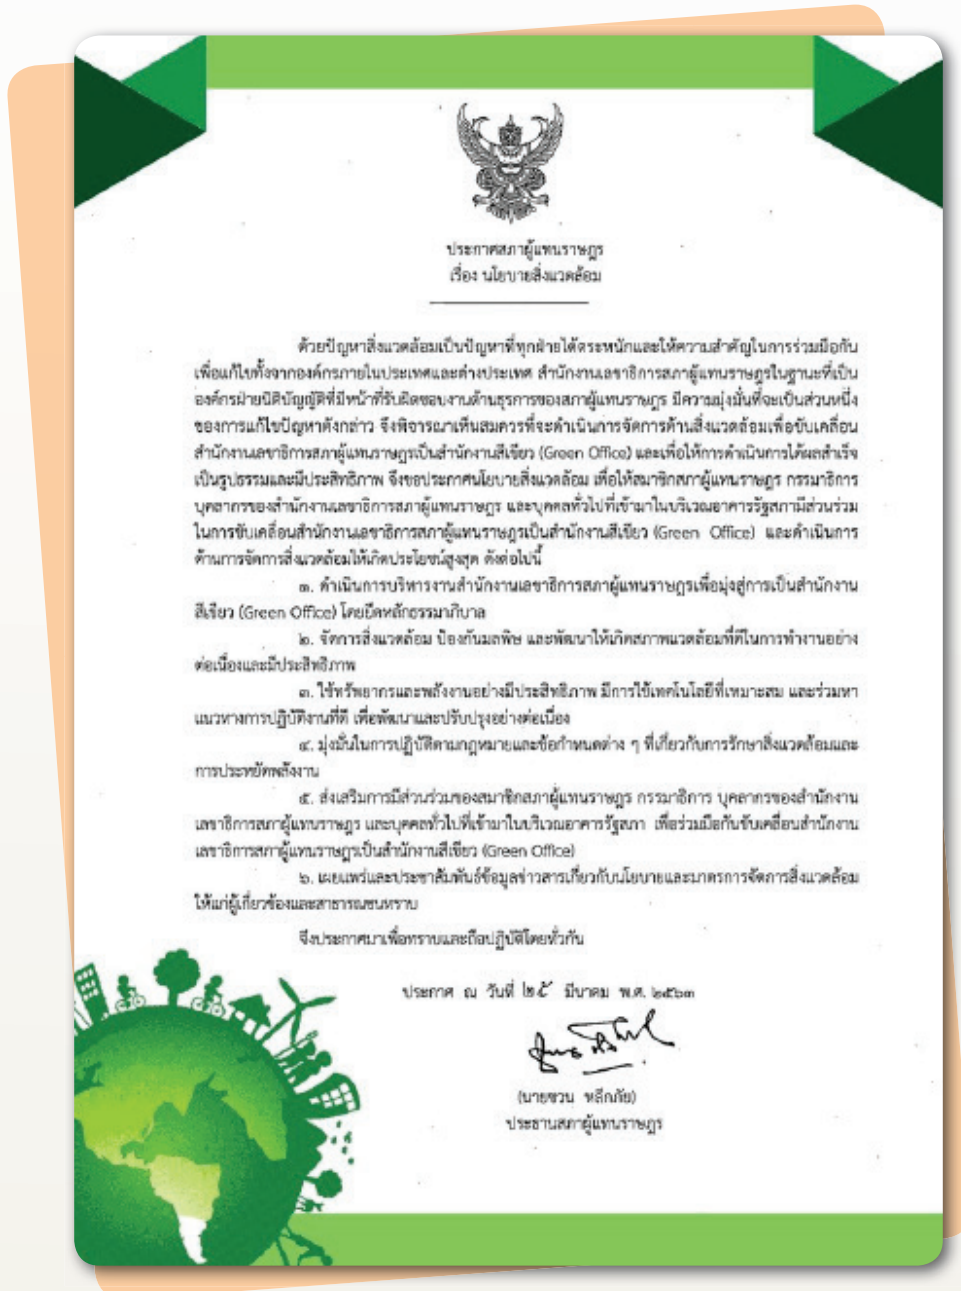 ประกาศสภาผู้แทนราษฎร
เรื่อง นโยบายสิ่งแวดล้อม
ด้วยปัญหาสิ่งแวดล้อมเป็นปัญหาที่ทุกฝ่ายได้ตระหนักและให้ความสำคัญในการร่วมมือกัน
เพื่อแก้ไขทั้งจากองค์กรภายในประเทศและต่างประเทศ สำนักงานเลขาธิการสภาผู้แทนราษฎรในฐานะที่เป็น
องค์กรฝ่ายนิติบัญญัติที่มีหน้าที่รับผิดชอบงานด้านธุรการของสภาผู้แทนราษฎร มีความมุ่งมั่นที่จะเป็นส่วนหนึ่ง
ของการแก้ไขปัญหาดังกล่าว จึงพิจารณาเห็นสมควรที่จะดำเนินการจัดการด้านสิ่งแวดล้อมเพื่อขับเคลื่อน
สำนักงานเลขาธิการสภาผู้แทนราษฎรเป็นสำนักงานสีเขียว (Green Office) และเพื่อให้การดำเนินการได้ผลสำเร็จ
เป็นรูปธรรมและมีประสิทธิภาพ จึงขอประกาศนโยบายสิ่งแวดล้อม เพื่อให้สมาชิกสภาผู้แทนราษฎร กรรมาธิการ
บุคลากรของสำนักงานเลขาธิการสภาผู้แทนราษฎร และบุคคลทั่วไปที่เข้ามาในบริเวณอาคารรัฐสภามีส่วนร่วม
ในการขับเคลื่อนสำนักงานเลขาธิการสภาผู้แทนราษฎรเป็นสำนักงานสีเขียว (Green Office) และดำเนินการ
ด้านการจัดการสิ่งแวดล้อมให้เกิดประโยชน์สูงสุด ดังต่อไปนี้
๑. ดำเนินการบริหารงานสำนักงานเลขาธิการสภาผู้แทนราษฎรเพื่อมุ่งสู่การเป็นสำนักงาน
สีเขียว (Green Office) โดยยึดหลักธรรมาภิบาล
๒. จัดการสิ่งแวดล้อม ป้องกันมลพิษ และพัฒนาให้เกิดสภาพแวดล้อมที่ดีในการทำงานอย่าง
ต่อเนื่องและมีประสิทธิภาพ
๓. ใช้ทรัพยากรและพลังงานอย่างมีประสิทธิภาพ มีการใช้เทคโนโลยีที่เหมาะสม และร่วมหา
แนวทางการปฏิบัติงานที่ดี เพื่อพัฒนาและปรับปรุงอย่างต่อเนื่อง
๔. มุ่งมั่นในการปฏิบัติตามกฎหมายและข้อกำหนดต่าง ๆ ที่เกี่ยวกับการรักษาสิ่งแวดล้อมและ
การประหยัดพลังงาน
๕. ส่งเสริมการมีส่วนร่วมของสมาชิกสภาผู้แทนราษฎร กรรมาธิการ บุคลากรของสำนักงาน
เลขาธิการสภาผู้แทนราษฎร และบุคคลทั่วไปที่เข้ามาในบริเวณอาคารรัฐสภา เพื่อร่วมมือกันขับเคลื่อนสำนักงาน
เลขาธิการสภาผู้แทนราษฎรเป็นสำนักงานสีเขียว (Green Office)
๖. เผยแพร่และประชาสัมพันธ์ข้อมูลข่าวสารเกี่ยวกับนโยบายและมาตรการจัดการสิ่งแวดล้อม
ให้แก่ผู้เกี่ยวข้องและสาธารณชนทราบ
จึงประกาศมาเพื่อทราบและถือปฏิบัติโดยทั่วกัน
ประกาศ ณ วันที่ ๒๕ มีนาคม พ.ศ. ๒๕๖๓
(นายชวน หลีกภัย)
ประธานสภาผู้แทนราษฎร